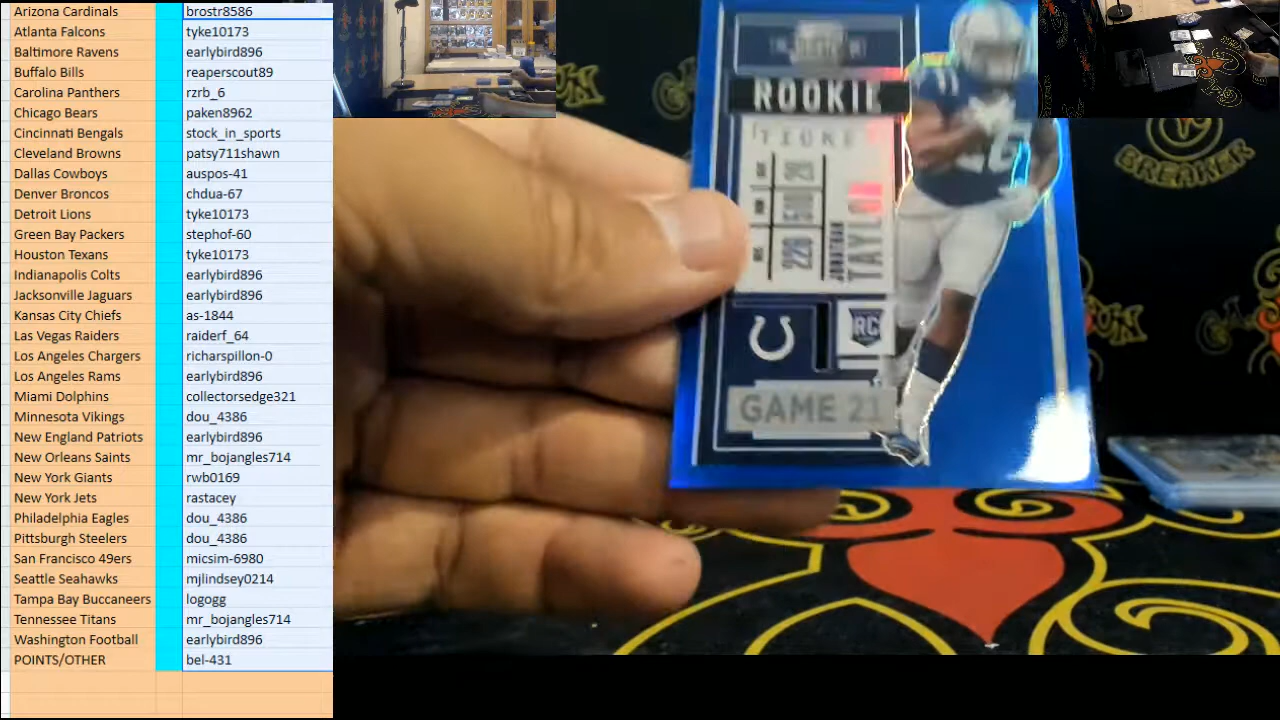 Arizona Cardinals brostr8586
Atlanta Falcons tyke10173
Baltimore Ravens earlybird896
Buffalo Bills reaperscout89
Carolina Panthers rzrb_6
Chicago Bears paken8962
Cincinnati Bengals stock_in_sports
Cleveland Browns patsy711shawn
Dallas Cowboys auspos-41
Denver Broncos chdua-67
Detroit Lions tyke10173
Green Bay Packers stephof-60
Houston Texans tyke10173
Indianapolis Colts earlybird896
Jacksonville Jaguars earlybird896
Kansas City Chiefs as-1844
Las Vegas Raiders raiderf_64
Los Angeles Chargers richarspillon-0
Los Angeles Rams earlybird896
Miami Dolphins collectorsedge321
Minnesota Vikings dou_4386
New England Patriots earlybird896
New Orleans Saints mr_bojangles714
New York Giants rwb0169
New York Jets rastacey
Philadelphia Eagles dou_4386
Pittsburgh Steelers dou_4386
San Francisco 49ers micsim-6980
Seattle Seahawks mjlindsey0214
Tampa Bay Buccaneers logogg
Tennessee Titans mr_bojangles714
Washington Football earlybird896
POINTS/OTHER bel-431
ROOKIE
226
TAYLOR
RC
GAME 21
BREAKER